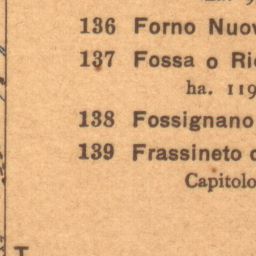 136 Forno Nuov
137 Fossa o Ri
ha. 119
138 Fossignano
139 Frassineto
Capitolo